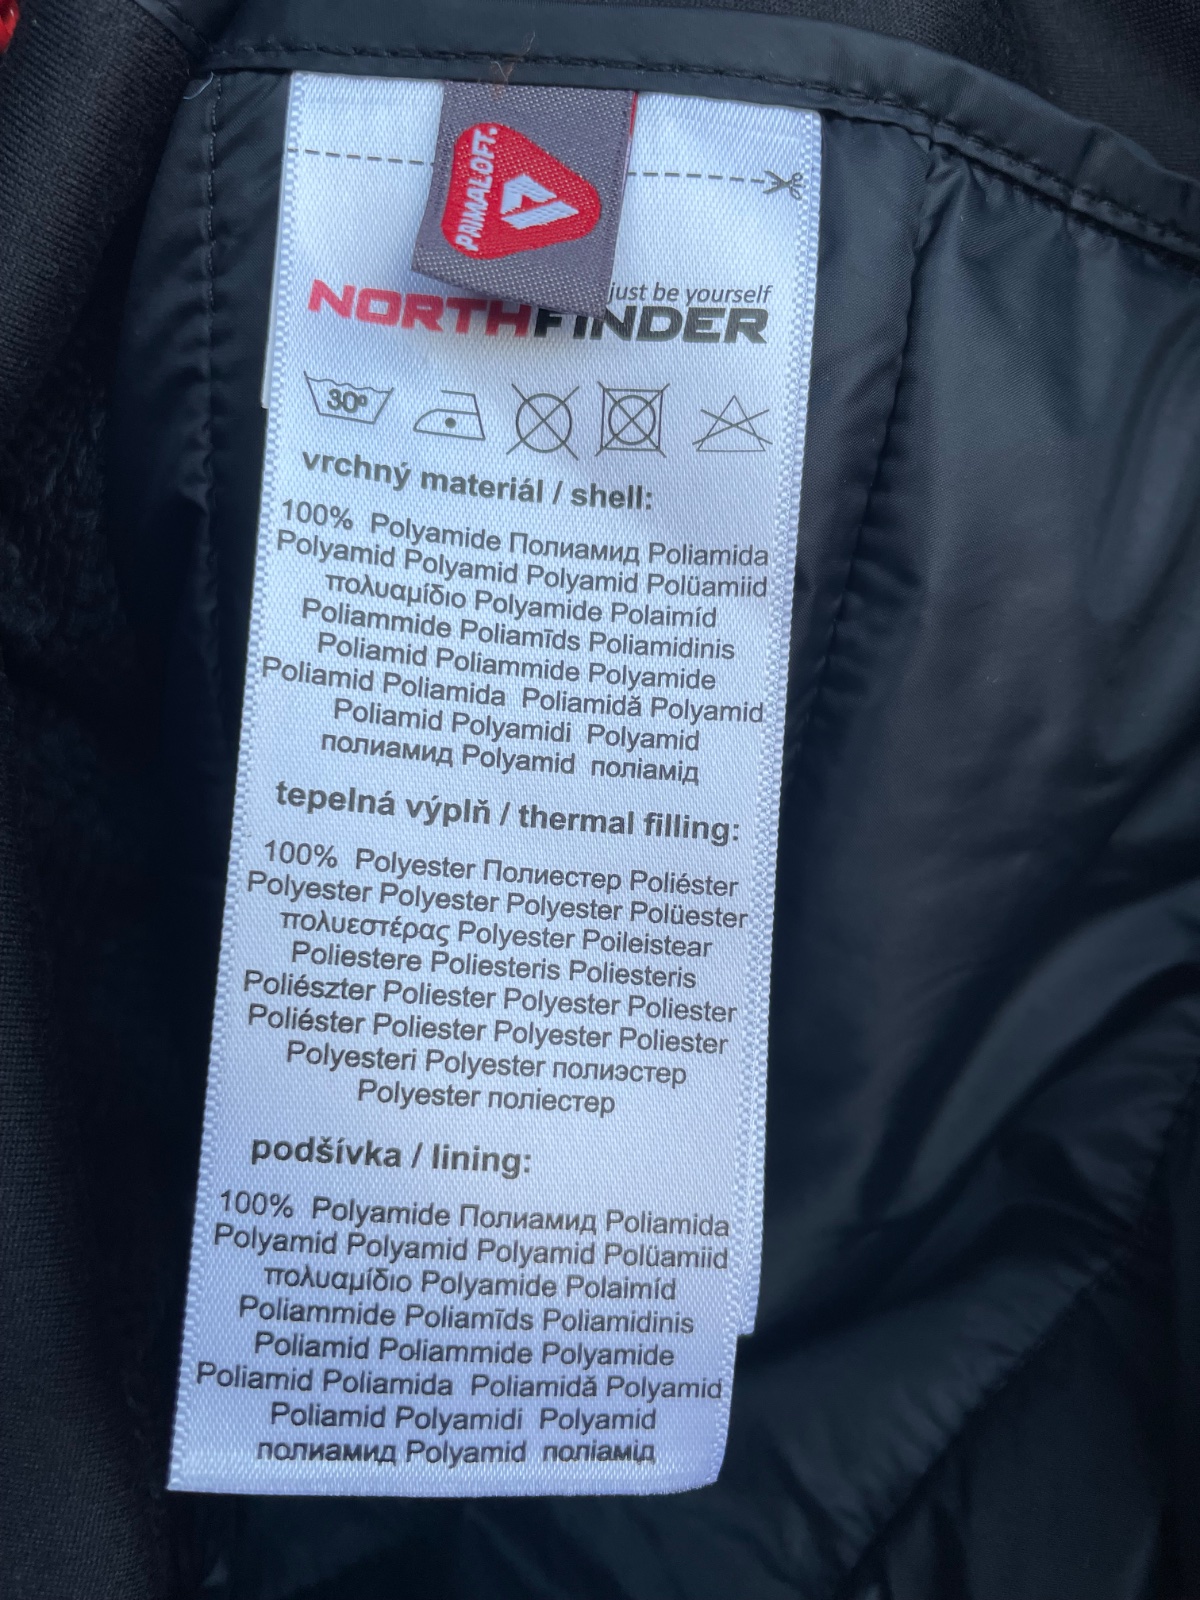 PRIMALOFT.
just be yourself
NORTHFINDER
30º
vrchný materiál / shell:
100%  Polyamide Полиамид Poliamida
Polyamid Polyamid Polyamid Polüamiid
πολυαμίδιο Polyamide Polaimíd
Poliammide Poliamīds Poliamidinis
Poliamid Poliammide Polyamide
Poliamid Poliamida  Poliamidă Polyamid
Poliamid Polyamidi  Polyamid
полиамид Polyamid  поліамід
tepelná výplň / thermal filling:
100%  Polyester Полиестер Poliéster
Polyester Polyester Polyester Polüester
πολυεστέρας Polyester Poileistear
Poliestere Poliesteris Poliesteris
Poliészter Poliester Polyester Poliester
Poliéster Poliester Polyester Poliester
Polyesteri Polyester полиэстер
Polyester поліестер
podšívka / lining:
100%  Polyamide Полиамид Poliamida
Polyamid Polyamid Polyamid Polüamiid
πολυαμίδιο Polyamide Polaimíd
Poliammide Poliamīds Poliamidinis
Poliamid Poliammide Polyamide
Poliamid Poliamida  Poliamidă Polyamid
Poliamid Polyamidi  Polyamid
полиамид Polyamid  поліамід